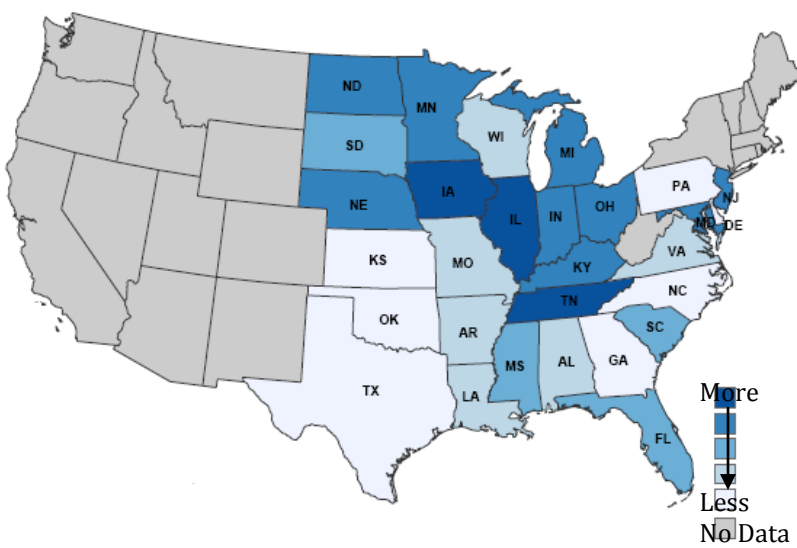 ND
MN
WI
SD
MI
IA
PA
NE
IL
IN
OH
NJ
MD
DE
KS
MO
KY
VA
TN
NC
OK
AR
SC
MS
AL
GA
TX
LA
FL
More
Less
No Data